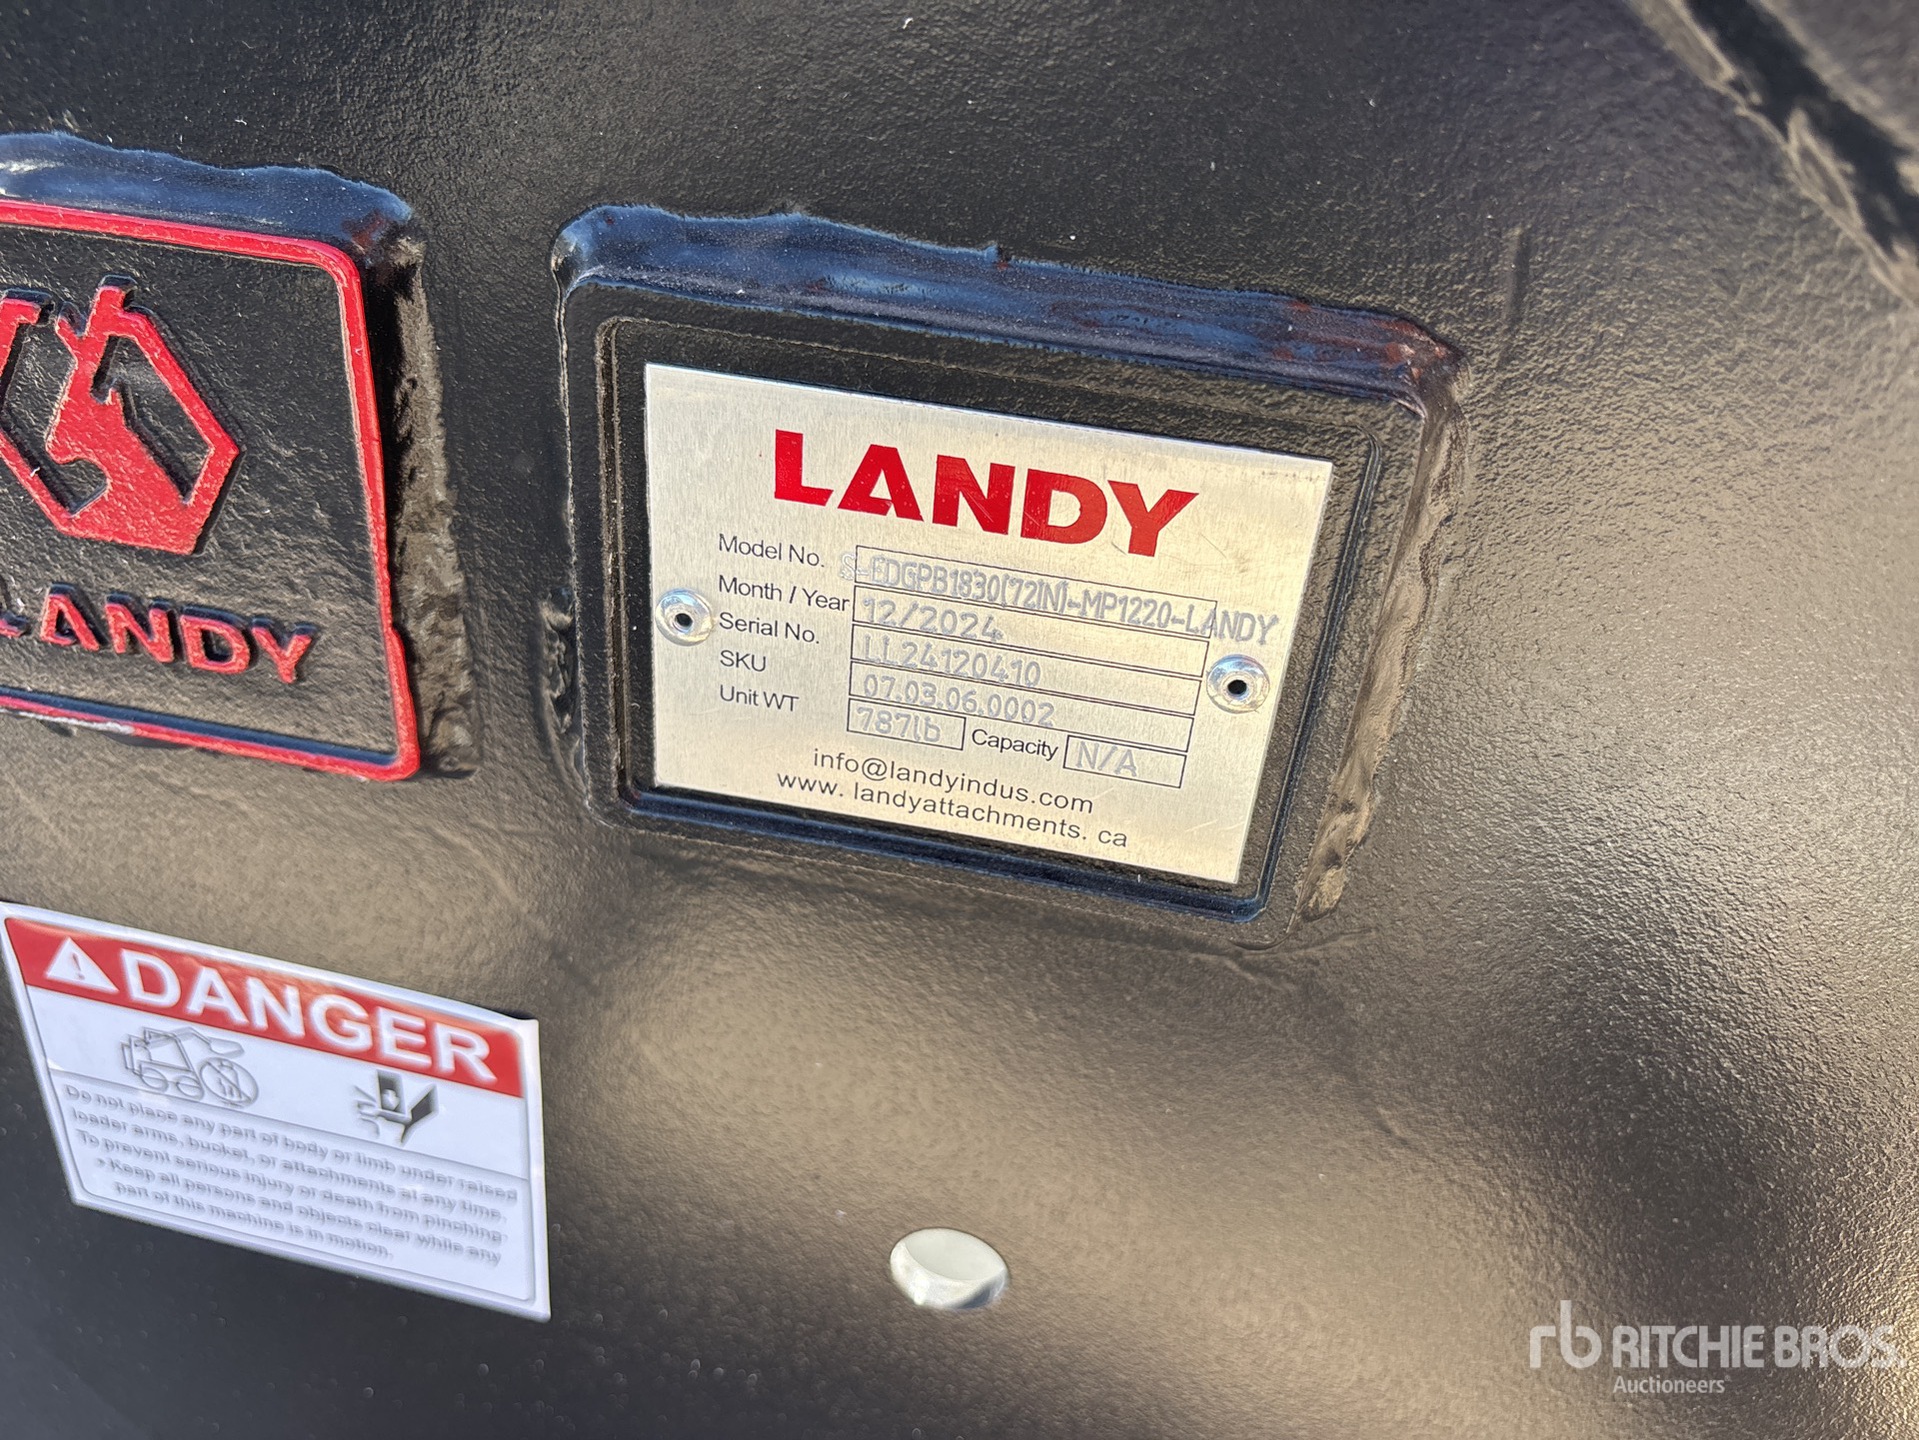 LANDY
LANDY
Model No. S-EDGPB1830(72IN)-MP1220-LANDY
Month / Year 12/2024
Serial No. LL24120410
SKU 07.03.06.0002
Unit WT 787lb Capacity N/A
info@landyindus.com
www. landyattachments. ca
DANGER
Do not place any part of body or limb under raised
loader arms, bucket, or attachments at any time.
To prevent serious injury or death from pinching:
• Keep all persons and objects clear while any
part of this machine is in motion.
rb RITCHIE BROS.
Auctioneers